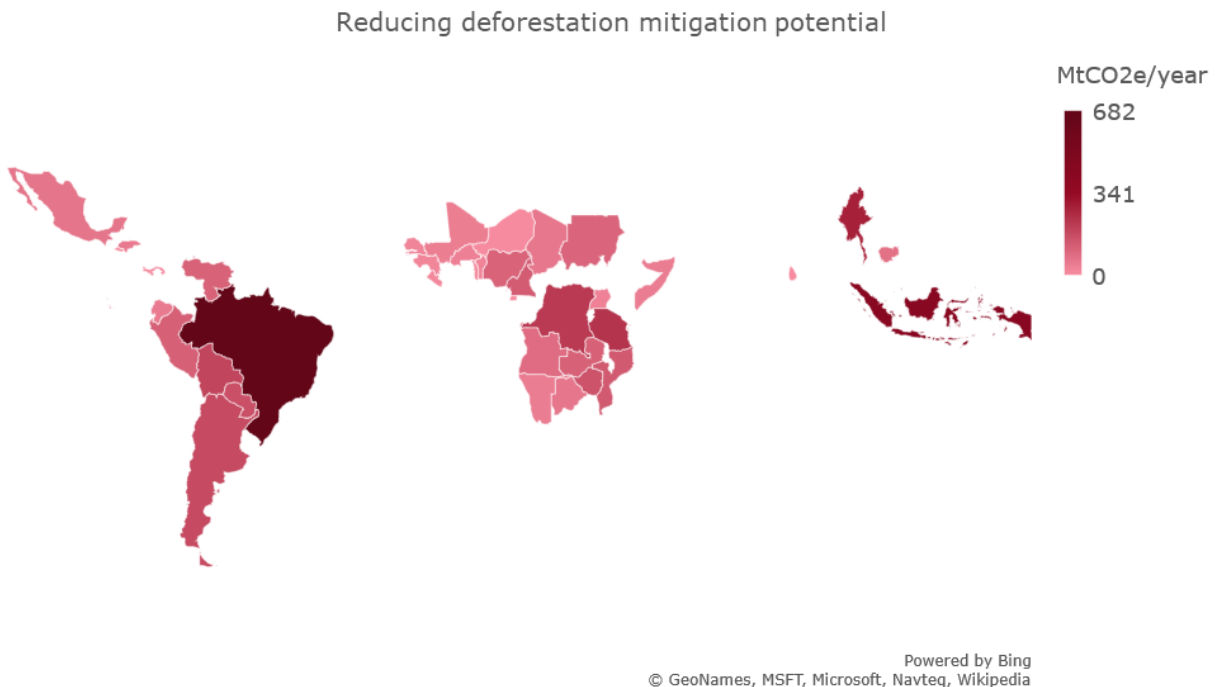 Reducing deforestation mitigation potential
MtCO2e/year
682
341
0
Powered by Bing
© GeoNames, MSFT, Microsoft, Navteq, Wikipedia